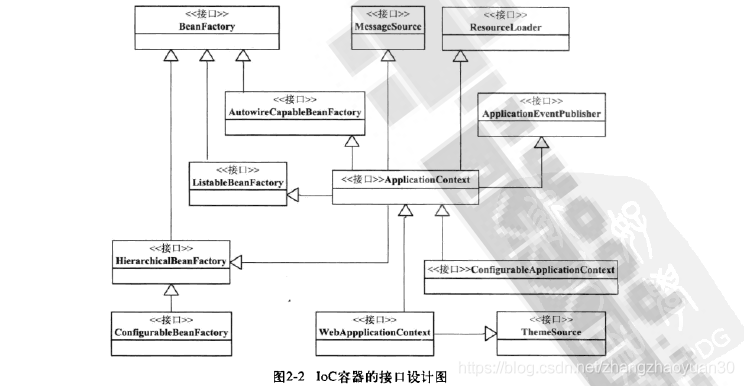 <<接口>>
BeanFactory
<<接口>>
MessageSource
<<接口>>
ResourceLoader
<<接口>>
AutowireCapableBeanFactory
<<接口>>
ApplicationEventPublisher
<<接口>>
ListableBeanFactory
<<接口>>ApplicationContext
<<接口>>
HierarchicalBeanFactory
<<接口>>ConfigurableApplicationContext
<<接口>>
ConfigurableBeanFactory
<<接口>>
WebAppplicationContext
<<接口>>
ThemeSource
图2-2 IoC容器的接口设计图
https://blog.csdn.net/zhangzhaoyuan30